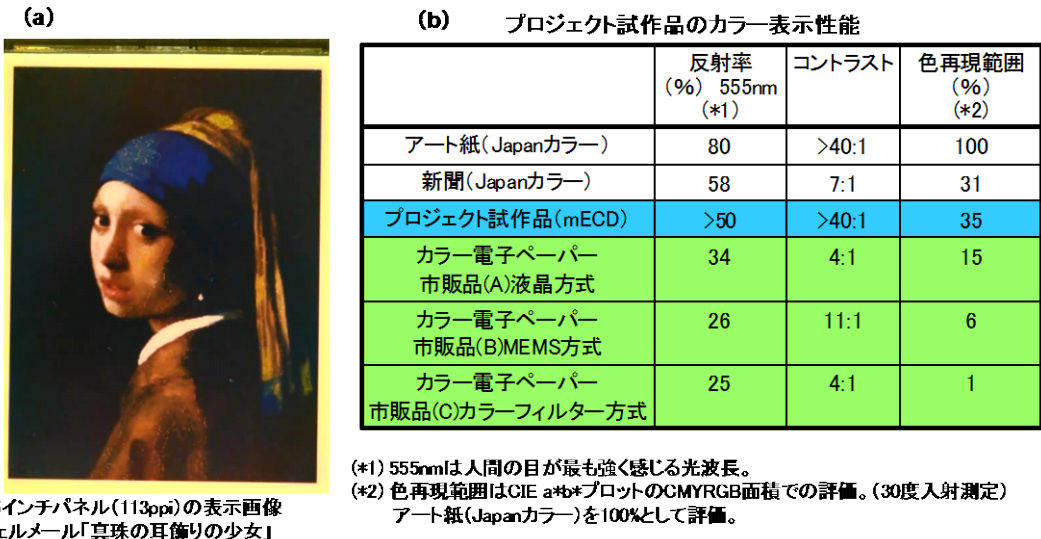 (a)
インチパネル(113ppi)の表示画像
ェルメール「真珠の耳飾りの少女」
(b) プロジェクト試作品のカラー表示性能
反射率 コントラスト 色再現範囲
(%) 555nm (%)
(*1) (*2)
アート紙(Japanカラー) 80 >40:1 100
新聞(Japanカラー) 58 7:1 31
プロジェクト試作品(mECD) >50 >40:1 35
カラー電子ペーパー 34 4:1 15
市販品(A)液晶方式
カラー電子ペーパー 26 11:1 6
市販品(B)MEMS方式
カラー電子ペーパー 25 4:1 1
市販品(C)カラーフィルター方式
(*1) 555nmは人間の目が最も強く感じる光波長。
(*2) 色再現範囲はCIE a*b*プロットのCMYRGB面積での評価。(30度入射測定)
アート紙(Japanカラー)を100%として評価。